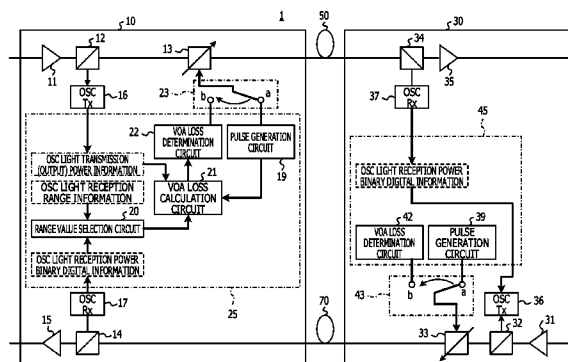 1
10
50
30
12
13
34
11
16
OSC
Tx
23
b
a
37
OSC
Rx
35
45
22
VOA LOSS
DETERMINATION
CIRCUIT
PULSE GENERATION
CIRCUIT
19
OSC LIGHT TRANSMISSION
(OUTPUT) POWER INFORMATION
21
OSC LIGHT RECEPTION
RANGE INFORMATION
VOA LOSS
CALCULATION
CIRCUIT
20
RANGE VALUE SELECTION CIRCUIT
OSC LIGHT RECEPTION POWER
BINARY DIGITAL INFORMATION
OSC LIGHT RECEPTION POWER
BINARY DIGITAL INFORMATION
42
39
VOA LOSS
DETERMINATION
CIRCUIT
PULSE
GENERATION
CIRCUIT
43
b
a
OSC
Tx
36
OSC
Rx
17
25
15
14
70
33
32
31